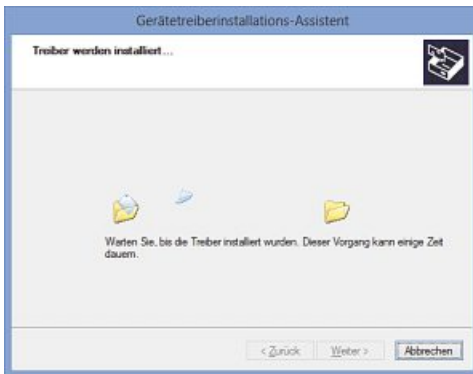 Gerätetreiberinstallations-Assistent
Treiber werden installiert...
Warten Sie, bis die Treiber installiert wurden. Dieser Vorgang kann einige Zeit
dauern.
< Zurück Weiter > Abbrechen